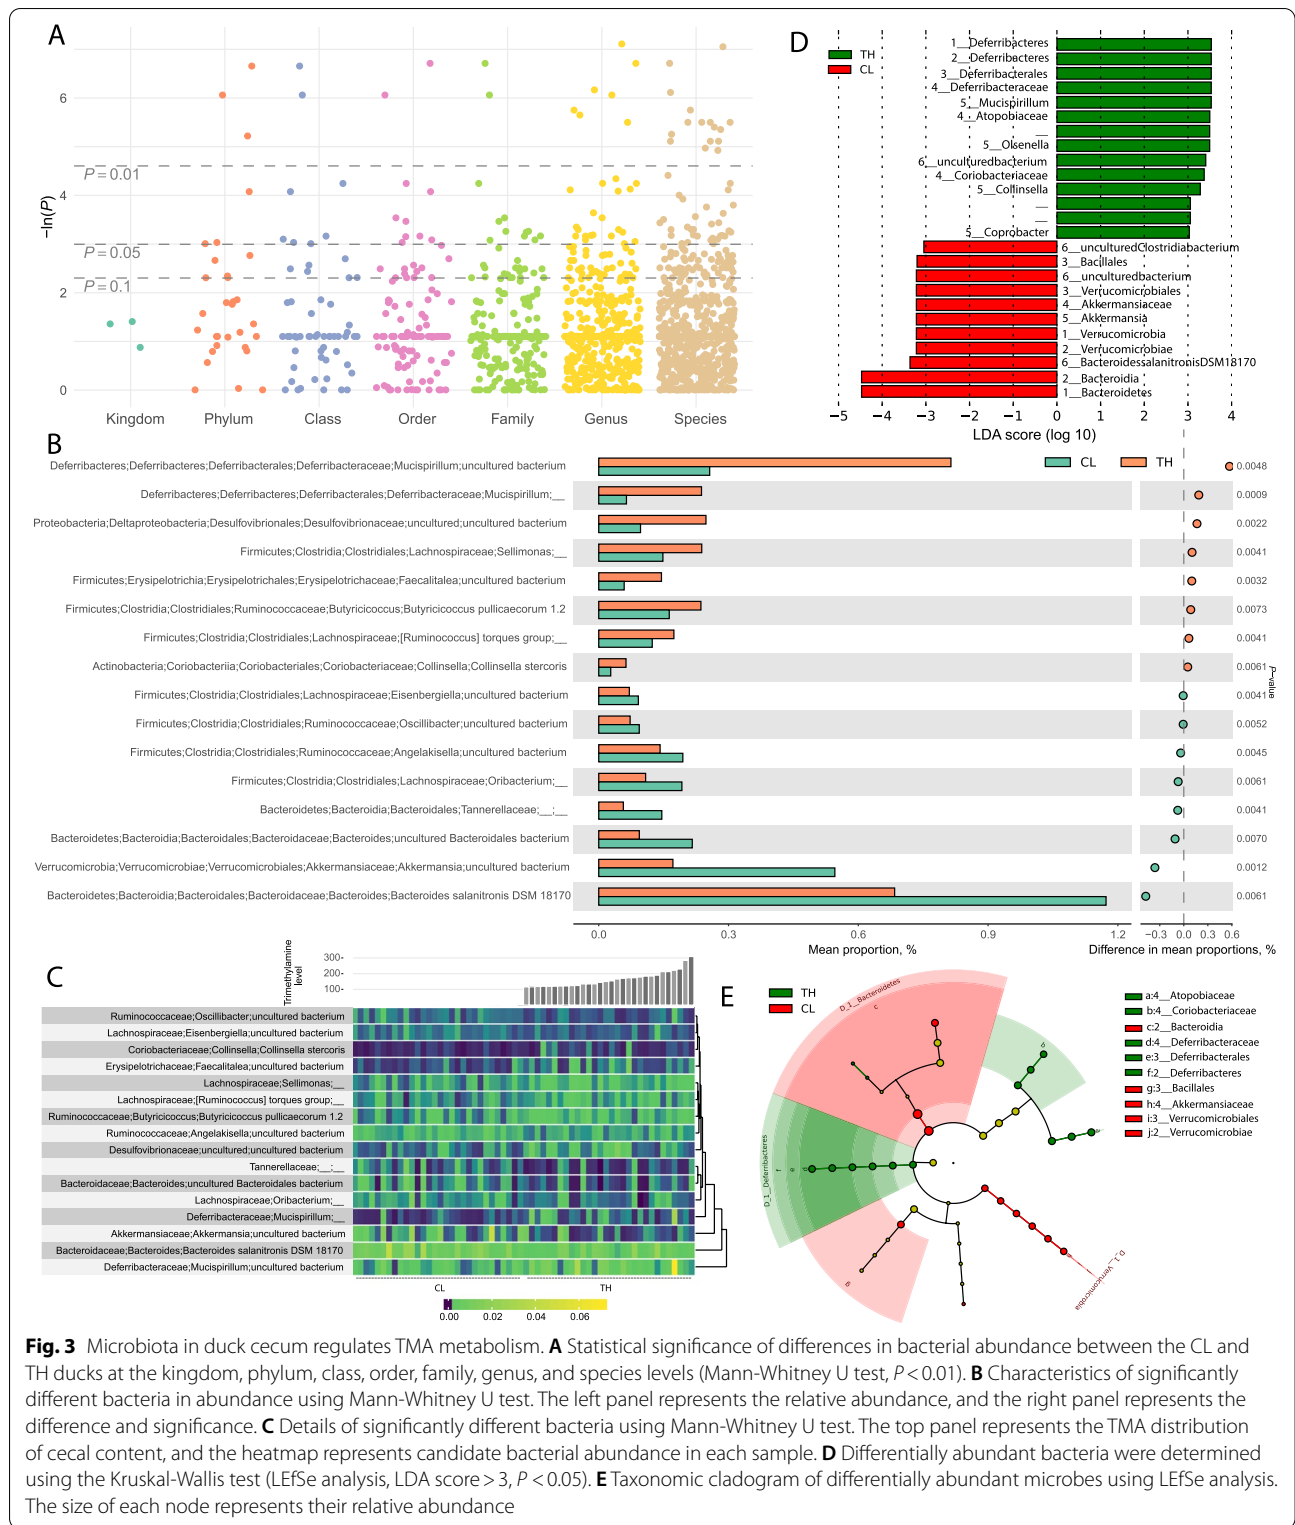 A
6
4
2
0
−ln(P)
P = 0.01
P = 0.05
P = 0.1
Kingdom Phylum Class Order Family Genus Species
D
TH
CL
1__Deferribacteres
2__Deferribacteres
3__Deferribacterales
4__Deferribacteraceae
5__Mucispirillum
4__Atopobiaceae
__
5__Olsenella
6__unculturedbacterium
4__Coriobacteriaceae
5__Collinsella
__
__
5__Coprobacter
6__unculturedClostridiabacterium
3__Bacillales
6__unculturedbacterium
3__Verrucomicrobiales
4__Akkermansiaceae
5__Akkermansia
1__Verrucomicrobia
2__Verrucomicrobiae
6__BacteroidessalanitronisDSM18170
2__Bacteroidia
1__Bacteroidetes
−5 −4 −3 −2 −1 0 1 2 3 4
LDA score (log 10)
B
CL TH
Deferribacteres;Deferribacteres;Deferribacterales;Deferribacteraceae;Mucispirillum;uncultured bacterium 0.0048
Deferribacteres;Deferribacteres;Deferribacterales;Deferribacteraceae;Mucispirillum;__ 0.0009
Proteobacteria;Deltaproteobacteria;Desulfovibrionales;Desulfovibrionaceae;uncultured;uncultured bacterium 0.0022
Firmicutes;Clostridia;Clostridiales;Lachnospiraceae;Sellimonas;__ 0.0041
Firmicutes;Erysipelotrichia;Erysipelotrichales;Erysipelotrichaceae;Faecalitalea;uncultured bacterium 0.0032
Firmicutes;Clostridia;Clostridiales;Ruminococcaceae;Butyricicoccus;Butyricicoccus pullicaecorum 1.2 0.0073
Firmicutes;Clostridia;Clostridiales;Lachnospiraceae;[Ruminococcus] torques group;__ 0.0041
Actinobacteria;Coriobacteriia;Coriobacteriales;Coriobacteriaceae;Collinsella;Collinsella stercoris 0.0061
Firmicutes;Clostridia;Clostridiales;Lachnospiraceae;Eisenbergiella;uncultured bacterium 0.0041
Firmicutes;Clostridia;Clostridiales;Ruminococcaceae;Oscillibacter;uncultured bacterium 0.0052
Firmicutes;Clostridia;Clostridiales;Ruminococcaceae;Angelakisella;uncultured bacterium 0.0045
Firmicutes;Clostridia;Clostridiales;Lachnospiraceae;Oribacterium;__ 0.0061
Bacteroidetes;Bacteroidia;Bacteroidales;Tannerellaceae;__;__ 0.0041
Bacteroidetes;Bacteroidia;Bacteroidales;Bacteroidaceae;Bacteroides;uncultured Bacteroidales bacterium 0.0070
Verrucomicrobia;Verrucomicrobiae;Verrucomicrobiales;Akkermansiaceae;Akkermansia;uncultured bacterium 0.0012
Bacteroidetes;Bacteroidia;Bacteroidales;Bacteroidaceae;Bacteroides;Bacteroides salanitronis DSM 18170 0.0061
P−value
0.0 0.3 0.6 0.9 1.2 −0.3 0.0 0.3 0.6
Mean proportion, % Difference in mean proportions, %
C
Trimethylamine
level
300-
200-
100-
Ruminococcaceae;Oscillibacter;uncultured bacterium
Lachnospiraceae;Eisenbergiella;uncultured bacterium
Coriobacteriaceae;Collinsella;Collinsella stercoris
Erysipelotrichaceae;Faecalitalea;uncultured bacterium
Lachnospiraceae;Sellimonas;__
Lachnospiraceae;[Ruminococcus] torques group;__
Ruminococcaceae;Butyricicoccus;Butyricicoccus pullicaecorum 1.2
Ruminococcaceae;Angelakisella;uncultured bacterium
Desulfovibrionaceae;uncultured;uncultured bacterium
Tannerellaceae;__;__
Bacteroidaceae;Bacteroides;uncultured Bacteroidales bacterium
Lachnospiraceae;Oribacterium;__
Deferribacteraceae;Mucispirillum;__
Akkermansiaceae;Akkermansia;uncultured bacterium
Bacteroidaceae;Bacteroides;Bacteroides salanitronis DSM 18170
Deferribacteraceae;Mucispirillum;uncultured bacterium
CL TH
0.00 0.02 0.04 0.06
E
TH
CL
D_1__Bacteroidetes
c
D_1__Deferribacteres
f e d
g
D_1__Verrucomicrobia
a:4__Atopobiaceae
b:4__Coriobacteriaceae
c:2__Bacteroidia
d:4__Deferribacteraceae
e:3__Deferribacterales
f:2__Deferribacteres
g:3__Bacillales
h:4__Akkermansiaceae
i:3__Verrucomicrobiales
j:2__Verrucomicrobiae
Fig. 3 Microbiota in duck cecum regulates TMA metabolism. A Statistical significance of differences in bacterial abundance between the CL and
TH ducks at the kingdom, phylum, class, order, family, genus, and species levels (Mann-Whitney U test, P < 0.01). B Characteristics of significantly
different bacteria in abundance using Mann-Whitney U test. The left panel represents the relative abundance, and the right panel represents the
difference and significance. C Details of significantly different bacteria using Mann-Whitney U test. The top panel represents the TMA distribution
of cecal content, and the heatmap represents candidate bacterial abundance in each sample. D Differentially abundant bacteria were determined
using the Kruskal-Wallis test (LEfSe analysis, LDA score > 3, P < 0.05). E Taxonomic cladogram of differentially abundant microbes using LEfSe analysis.
The size of each node represents their relative abundance